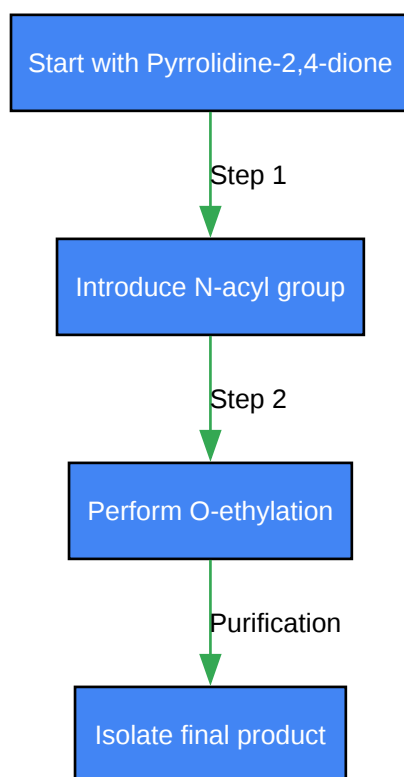 Start with Pyrrolidine-2,4-dione
Step 1
Introduce N-acyl group
Step 2
Perform O-ethylation
Purification
Isolate final product